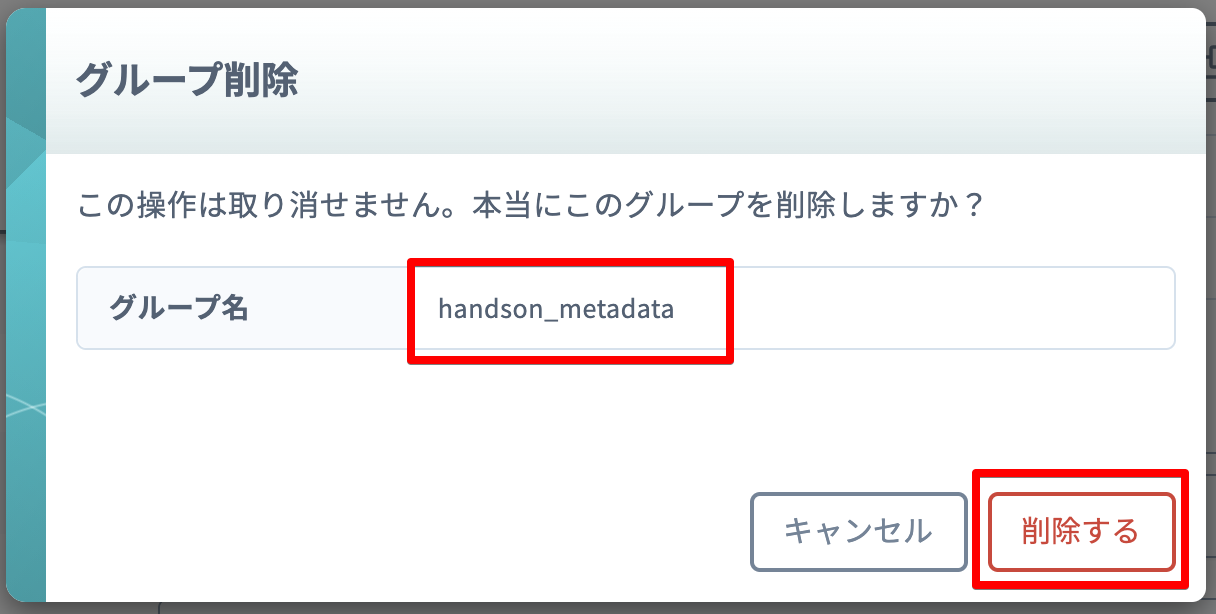 グループ削除
この操作は取り消せません。本当にこのグループを削除しますか？
グループ名 handson_metadata
キャンセル 削除する